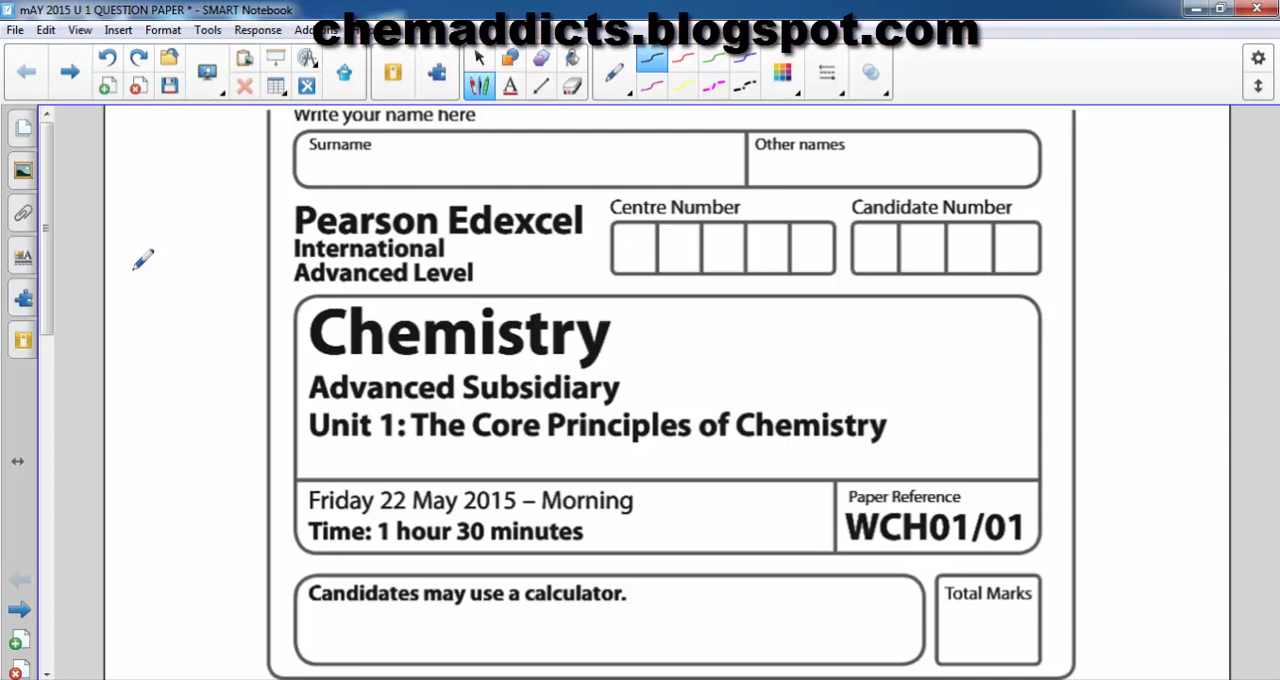 mAY 2015 U 1 QUESTION PAPER * - SMART Notebook
chemaddicts.blogspot.com
File Edit View Insert Format Tools Response
Write your name here
Surname
Other names
Pearson Edexcel
International
Advanced Level
Centre Number
Candidate Number
Chemistry
Advanced Subsidiary
Unit 1: The Core Principles of Chemistry
Friday 22 May 2015 – Morning
Time: 1 hour 30 minutes
Paper Reference
WCH01/01
Candidates may use a calculator.
Total Marks